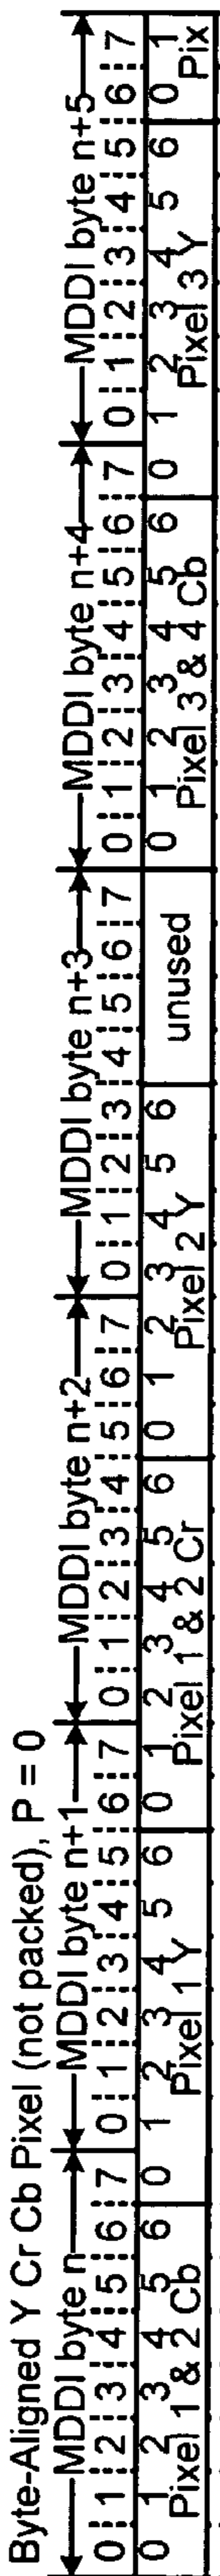 Byte-Aligned Y Cr Cb Pixel (not packed), P = 0
MDDI byte n MDDI byte n+1 MDDI byte n+2 MDDI byte n+3 MDDI byte n+4 MDDI byte n+5
0 1 2 3 4 5 6 7 0 1 2 3 4 5 6 7 0 1 2 3 4 5 6 7 0 1 2 3 4 5 6 7 0 1 2 3 4 5 6 7 0 1 2 3 4 5 6 7
0 1 2 3 4 5 6 0 1 2 3 4 5 6 0 1 2 3 4 5 6 0 1 2 3 4 5 6 unused 0 1 2 3 4 5 6 0 1 2 3 4 5 6 0 1
Pixel 1 & 2 Cb Pixel 1 Y Pixel 1 & 2 Cr Pixel 2 Y Pixel 3 & 4 Cb Pixel 3 Y Pix